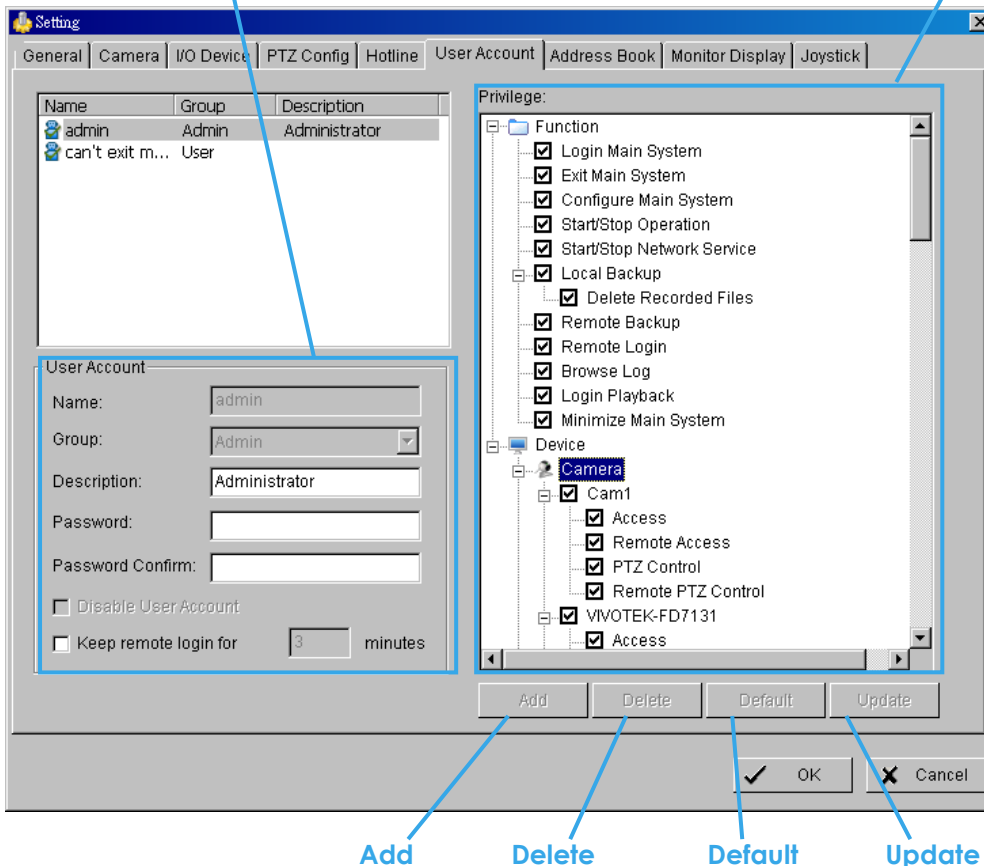 Setting
General Camera I/O Device PTZ Config Hotline User Account Address Book Monitor Display Joystick
Name Group Description
admin Admin Administrator
can't exit m... User
User Account
Name: admin
Group: Admin
Description: Administrator
Password:
Password Confirm:
Disable User Account
Keep remote login for 3 minutes
Privilege:
Function
Login Main System
Exit Main System
Configure Main System
Start/Stop Operation
Start/Stop Network Service
Local Backup
Delete Recorded Files
Remote Backup
Remote Login
Browse Log
Login Playback
Minimize Main System
Device
Camera
Cam1
Access
Remote Access
PTZ Control
Remote PTZ Control
VIVOTEK-FD7131
Access
Add Delete Default Update
OK Cancel
Add Delete Default Update